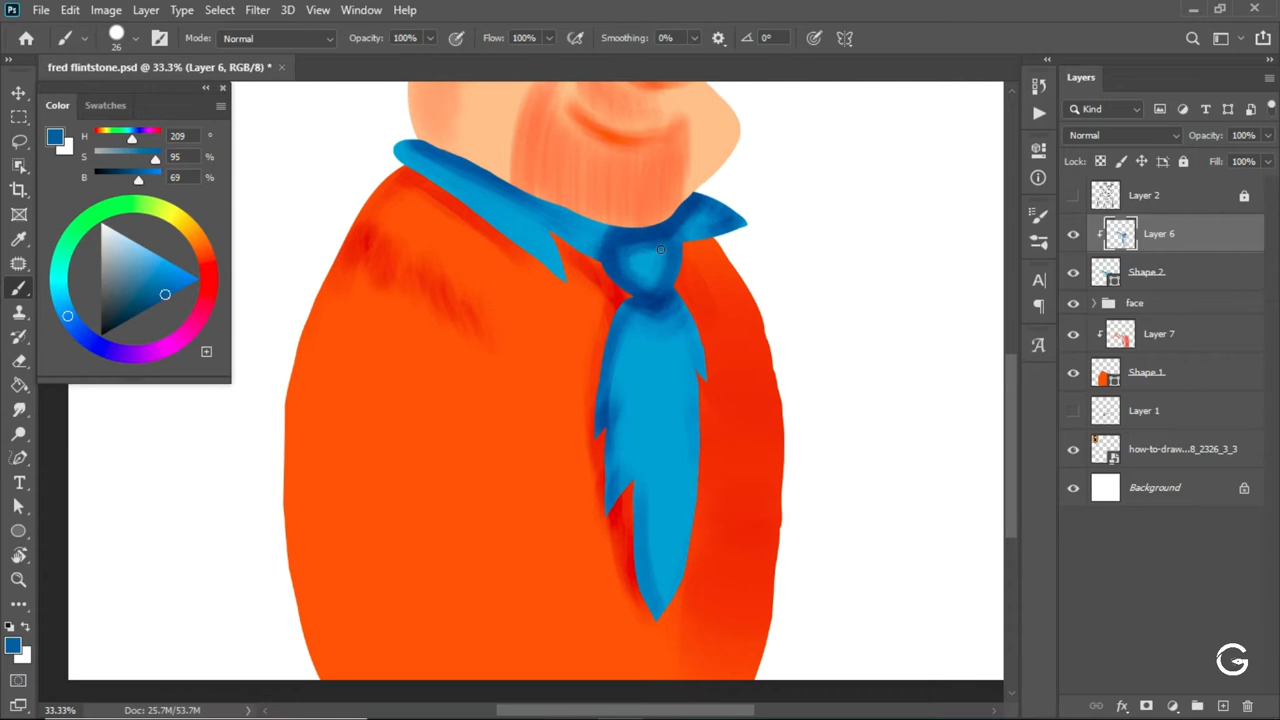 Ps File Edit Image Layer Type Select Filter 3D View Window Help
26 Mode: Normal Opacity: 100% Flow: 100% Smoothing: 0% 0°
fred flintstone.psd @ 33.3% (Layer 6, RGB/8) *
Color Swatches
H 209 °
S 95 %
B 69 %
Layers
Kind
Normal Opacity: 100%
Lock: Fill: 100%
Layer 2
Layer 6
Shape 2
face
Layer 7
Shape 1
Layer 1
how-to-draw...8_2326_3_3
Background
33.33% Doc: 25.7M/53.7M